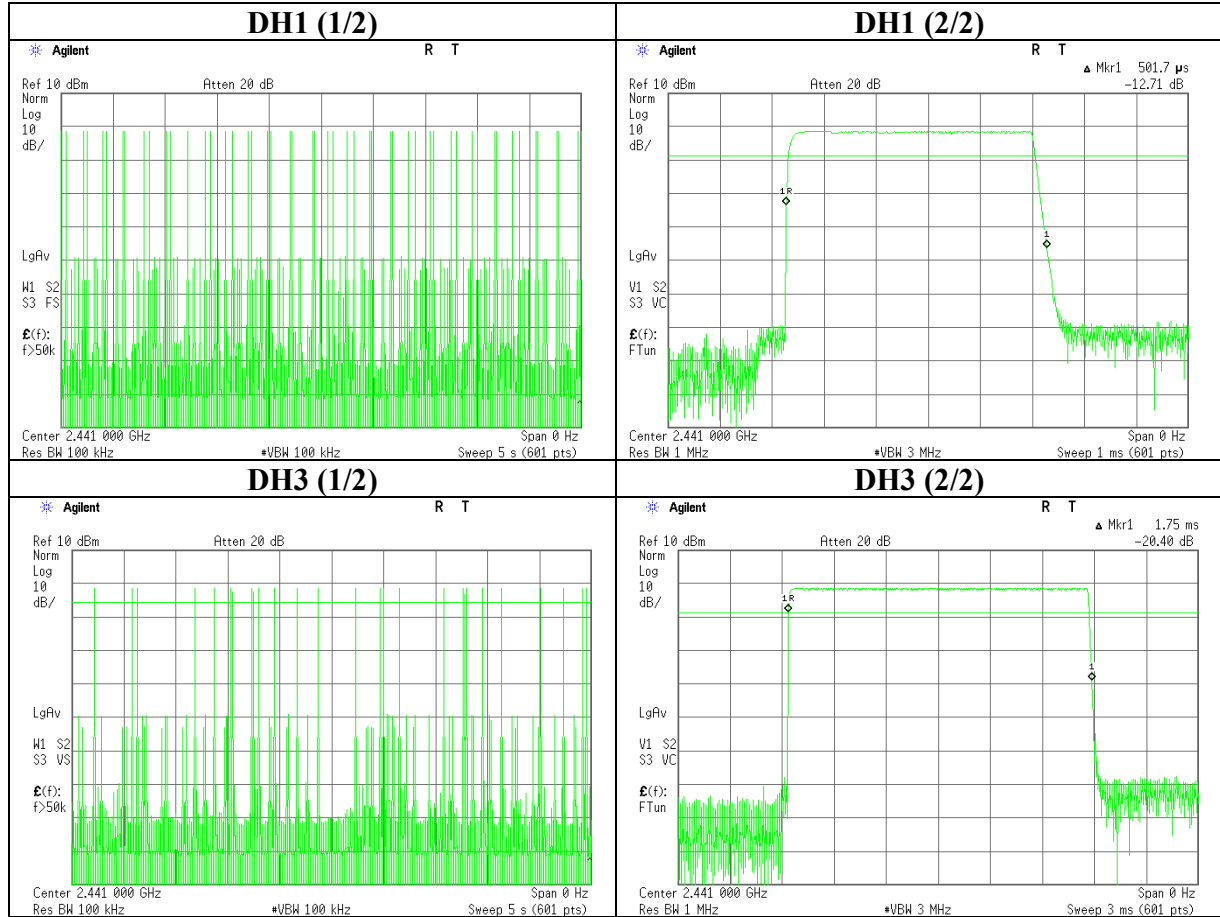 DH1 (1/2)
DH1 (2/2)
Agilent R T
Ref 10 dBm Atten 20 dB
Norm
Log
10
dB/
LgAv
W1 S2
S3 FS
£(f):
f>50k
Center 2.441 000 GHz Span 0 Hz
Res BW 100 kHz #VBW 100 kHz Sweep 5 s (601 pts)
Agilent R T
Δ Mkr1 501.7 µs
Ref 10 dBm Atten 20 dB -12.71 dB
Norm
Log
10
dB/
1R
1
LgAv
V1 S2
S3 VC
£(f):
FTun
Center 2.441 000 GHz Span 0 Hz
Res BW 1 MHz #VBW 3 MHz Sweep 1 ms (601 pts)
DH3 (1/2)
DH3 (2/2)
Agilent R T
Ref 10 dBm Atten 20 dB
Norm
Log
10
dB/
LgAv
W1 S2
S3 VS
£(f):
f>50k
Center 2.441 000 GHz Span 0 Hz
Res BW 100 kHz #VBW 100 kHz Sweep 5 s (601 pts)
Agilent R T
Δ Mkr1 1.75 ms
Ref 10 dBm Atten 20 dB -20.40 dB
Norm
Log
10
dB/
1R
1
LgAv
V1 S2
S3 VC
£(f):
FTun
Center 2.441 000 GHz Span 0 Hz
Res BW 1 MHz #VBW 3 MHz Sweep 3 ms (601 pts)